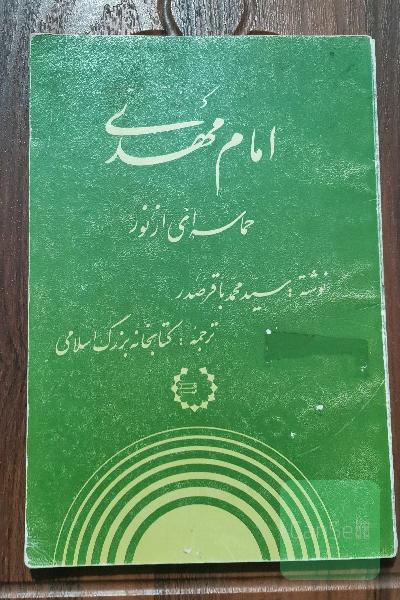 امام مهدی
حماسه‌ای از نور
نوشته: سید محمد باقر صدر
ترجمه: کتابخانه بزرگ اسلامی